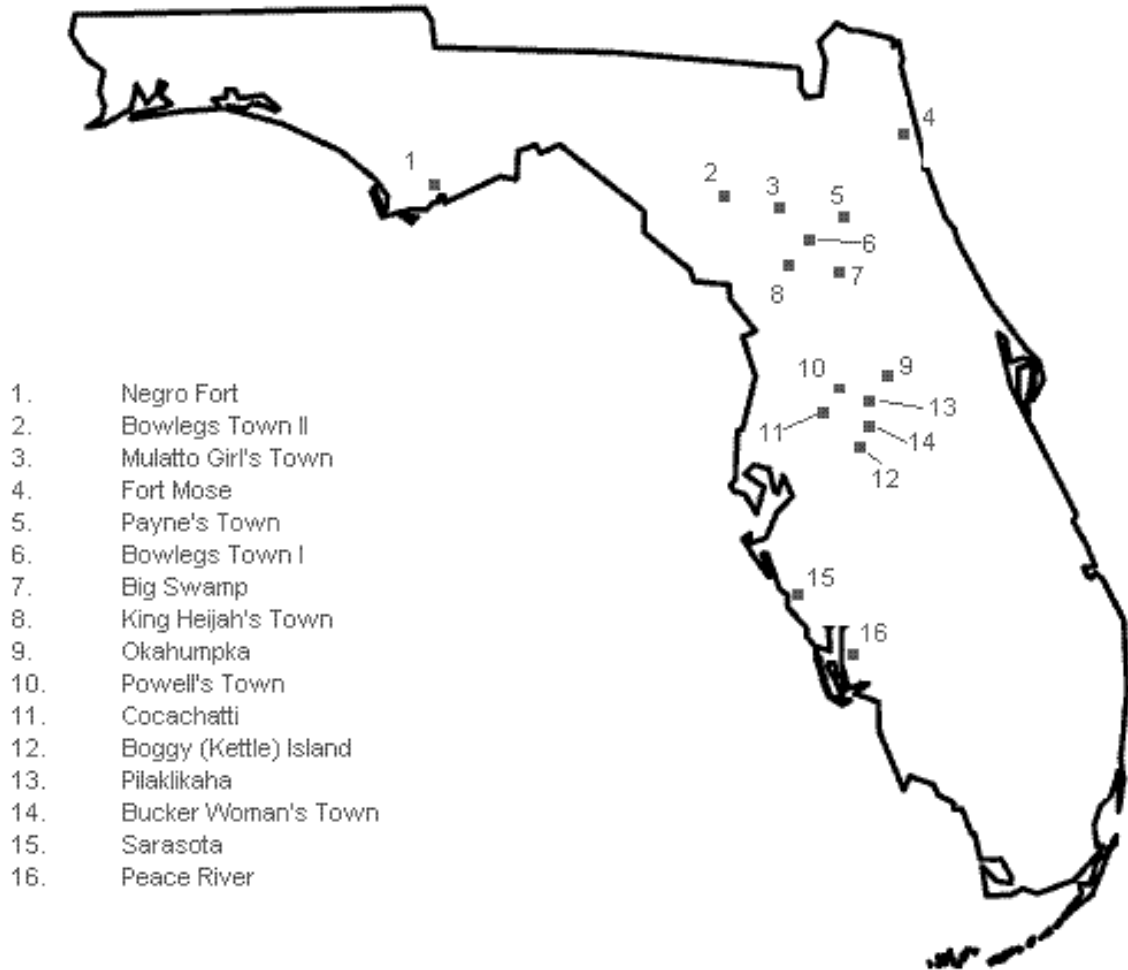 1
2
3
4
5
6
7
8
9
10
11
13
14
12
15
16
1. Negro Fort
2. Bowlegs Town II
3. Mulatto Girl's Town
4. Fort Mose
5. Payne's Town
6. Bowlegs Town I
7. Big Swamp
8. King Heijah's Town
9. Okahumpka
10. Powell's Town
11. Cocachatti
12. Boggy (Kettle) Island
13. Pilaklikaha
14. Bucker Woman's Town
15. Sarasota
16. Peace River